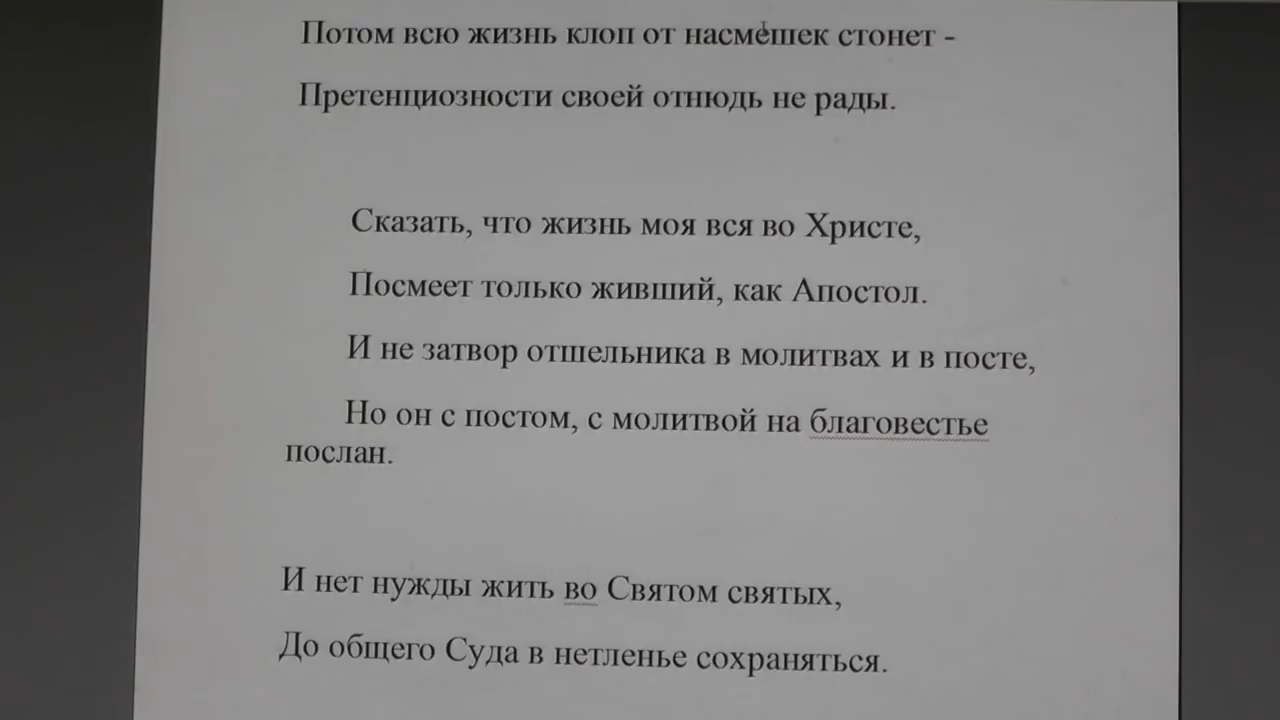 Потом всю жизнь клоп от насмешек стонет -
Претенциозности своей отнюдь не рады.
Сказать, что жизнь моя вся во Христе,
Посмеет только живший, как Апостол.
И не затвор отшельника в молитвах и в посте,
Но он с постом, с молитвой на благовестье
послан.
И нет нужды жить во Святом святых,
До общего Суда в нетленье сохраняться.